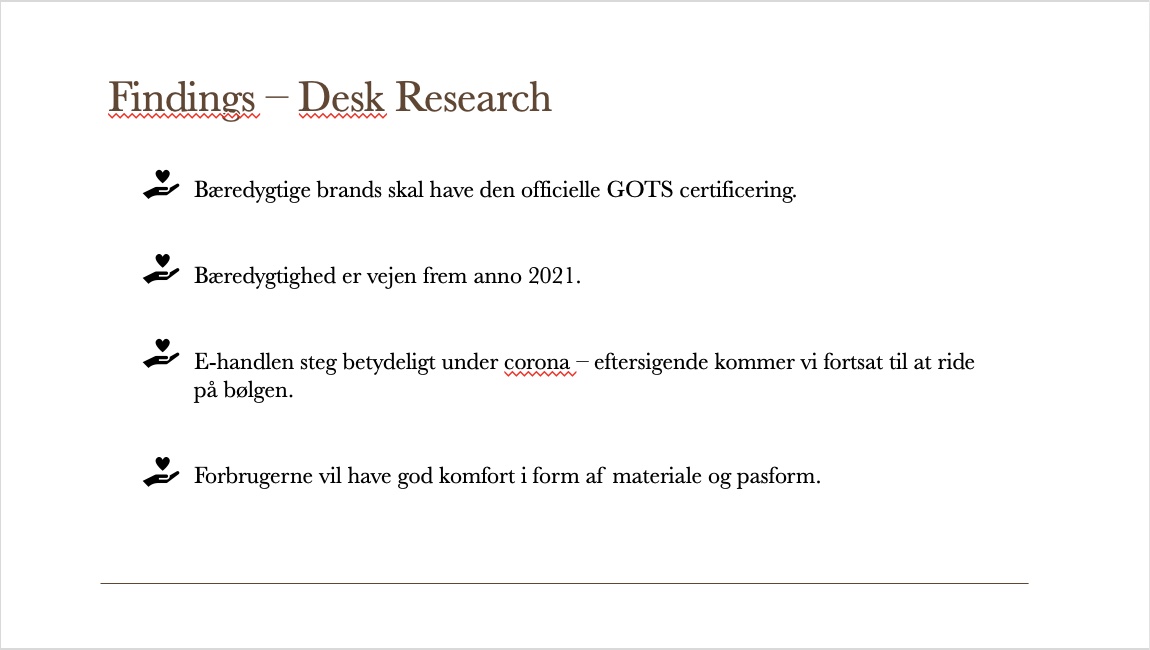 Findings – Desk Research
Bæredygtige brands skal have den officielle GOTS certificering.
Bæredygtighed er vejen frem anno 2021.
E-handlen steg betydeligt under corona – eftersigende kommer vi fortsat til at ride
på bølgen.
Forbrugerne vil have god komfort i form af materiale og pasform.